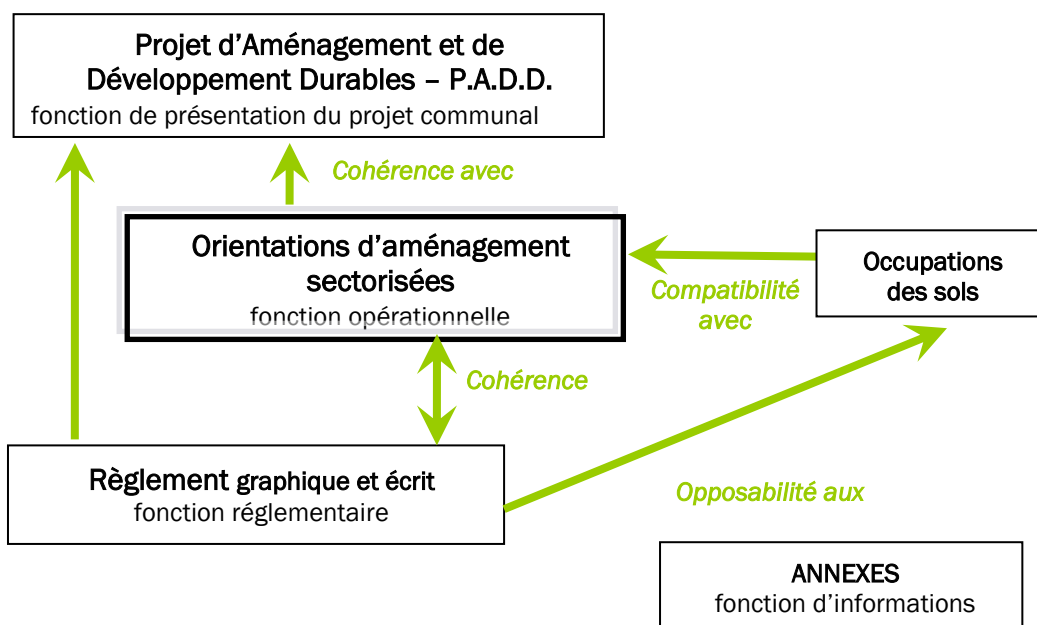 Projet d'Aménagement et de
Développement Durables – P.A.D.D.
fonction de présentation du projet communal
Cohérence avec
Orientations d'aménagement
sectorisées
fonction opérationnelle
Occupations
des sols
Compatibilité
avec
Cohérence
Règlement graphique et écrit
fonction réglementaire
Opposabilité aux
ANNEXES
fonction d'informations